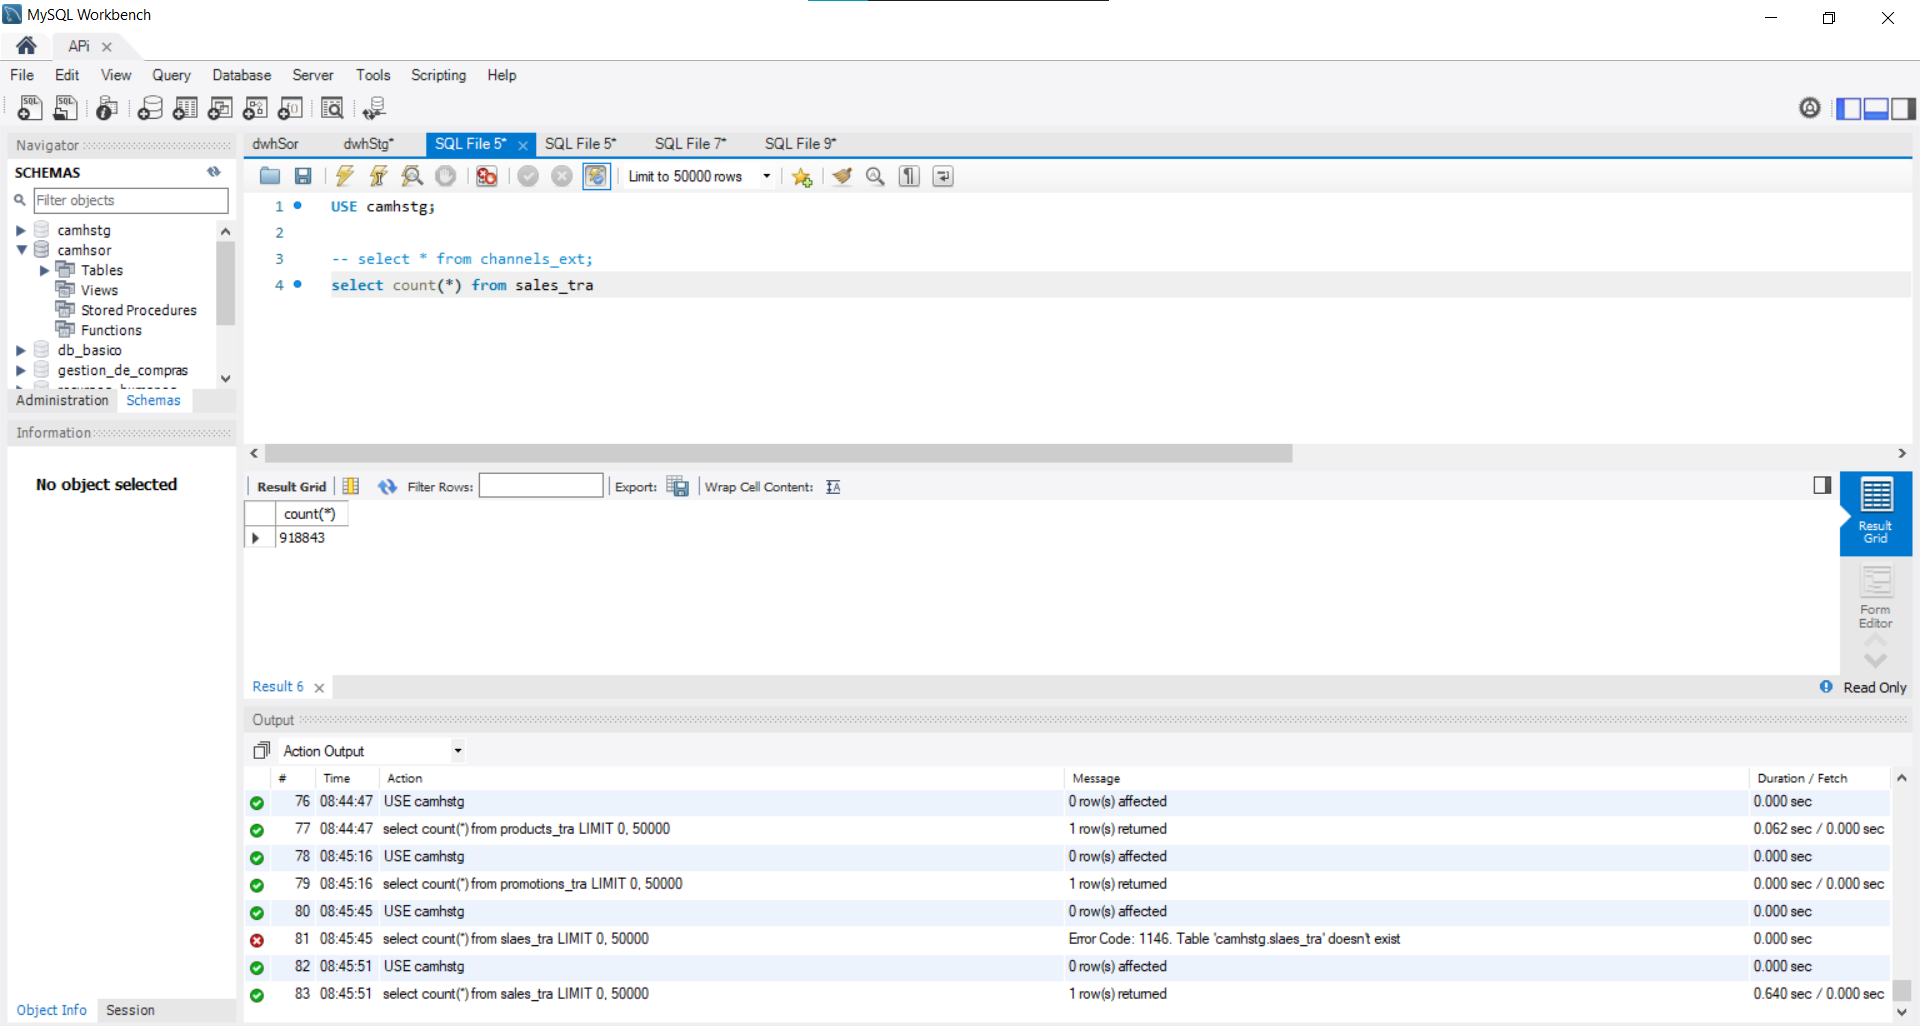 MySQL Workbench
APi
File Edit View Query Database Server Tools Scripting Help
Navigator
SCHEMAS
Filter objects
camhstg
camhsor
Tables
Views
Stored Procedures
Functions
db_basico
gestion_de_compras
Administration Schemas
Information
No object selected
Object Info Session
dwhSor dwhStg* SQL File 5* SQL File 5* SQL File 7* SQL File 9*
Limit to 50000 rows
1 USE camhstg;
2
3 -- select * from channels_ext;
4 select count(*) from sales_tra
Result Grid Filter Rows: Export: Wrap Cell Content:
count(*)
918843
Result Grid
Form Editor
Result 6 Read Only
Output
Action Output
# Time Action Message Duration / Fetch
76 08:44:47 USE camhstg 0 row(s) affected 0.000 sec
77 08:44:47 select count(*) from products_tra LIMIT 0, 50000 1 row(s) returned 0.062 sec / 0.000 sec
78 08:45:16 USE camhstg 0 row(s) affected 0.000 sec
79 08:45:16 select count(*) from promotions_tra LIMIT 0, 50000 1 row(s) returned 0.000 sec / 0.000 sec
80 08:45:45 USE camhstg 0 row(s) affected 0.000 sec
81 08:45:45 select count(*) from slaes_tra LIMIT 0, 50000 Error Code: 1146. Table 'camhstg.slaes_tra' doesn't exist 0.000 sec
82 08:45:51 USE camhstg 0 row(s) affected 0.000 sec
83 08:45:51 select count(*) from sales_tra LIMIT 0, 50000 1 row(s) returned 0.640 sec / 0.000 sec